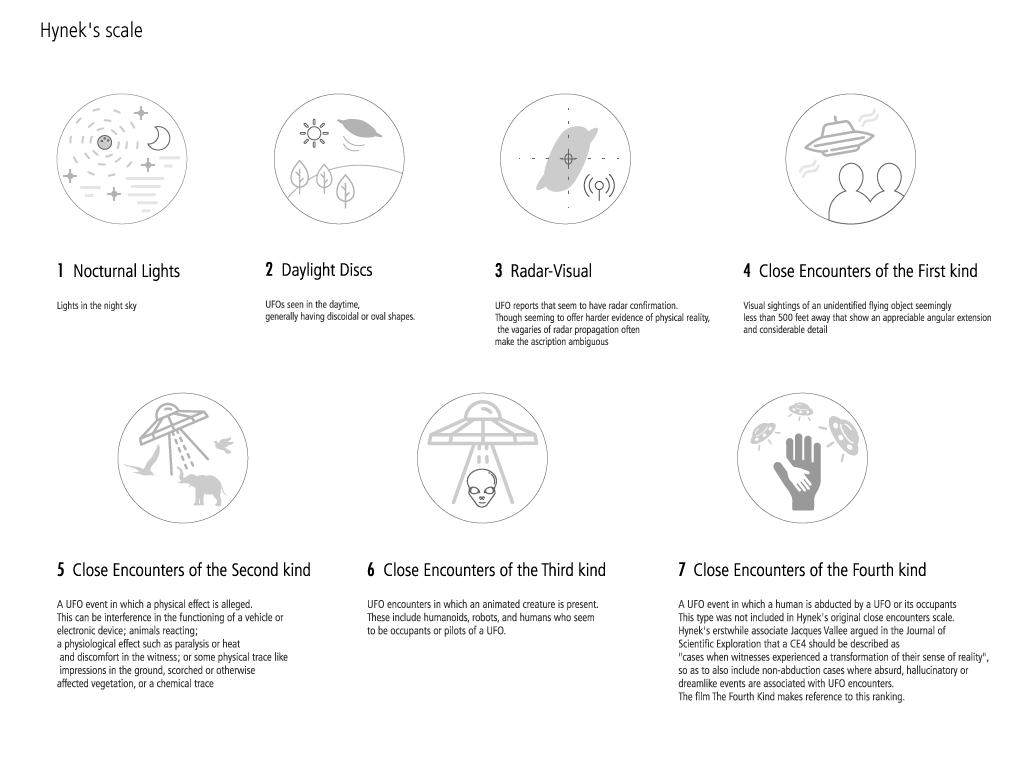 Hynek's scale
1 Nocturnal Lights
Lights in the night sky
2 Daylight Discs
UFOs seen in the daytime,
generally having discoidal or oval shapes.
3 Radar-Visual
UFO reports that seem to have radar confirmation.
Though seeming to offer harder evidence of physical reality,
the vagaries of radar propagation often
make the ascription ambiguous
4 Close Encounters of the First kind
Visual sightings of an unidentified flying object seemingly
less than 500 feet away that show an appreciable angular extension
and considerable detail
5 Close Encounters of the Second kind
A UFO event in which a physical effect is alleged.
This can be interference in the functioning of a vehicle or
electronic device; animals reacting;
a physiological effect such as paralysis or heat
and discomfort in the witness; or some physical trace like
impressions in the ground, scorched or otherwise
affected vegetation, or a chemical trace
6 Close Encounters of the Third kind
UFO encounters in which an animated creature is present.
These include humanoids, robots, and humans who seem
to be occupants or pilots of a UFO.
7 Close Encounters of the Fourth kind
A UFO event in which a human is abducted by a UFO or its occupants
This type was not included in Hynek's original close encounters scale.
Hynek's erstwhile associate Jacques Vallee argued in the Journal of
Scientific Exploration that a CE4 should be described as
"cases when witnesses experienced a transformation of their sense of reality",
so as to also include non-abduction cases where absurd, hallucinatory or
dreamlike events are associated with UFO encounters.
The film The Fourth Kind makes reference to this ranking.